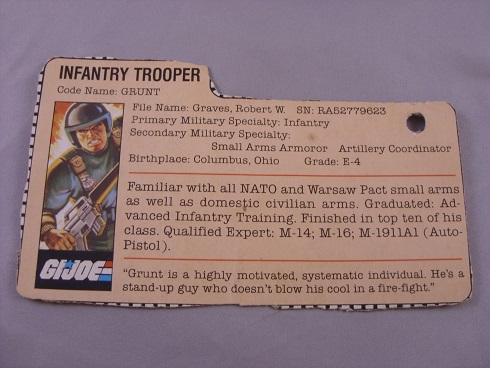 INFANTRY TROOPER
Code Name: GRUNT
File Name: Graves, Robert W. SN: RA52779623
Primary Military Specialty: Infantry
Secondary Military Specialty:
Small Arms Armoror Artillery Coordinator
Birthplace: Columbus, Ohio Grade: E-4
Familiar with all NATO and Warsaw Pact small arms
as well as domestic civilian arms. Graduated: Ad-
vanced Infantry Training. Finished in top ten of his
class. Qualified Expert: M-14; M-16; M-1911A1 (Auto-
Pistol).
GI JOE
"Grunt is a highly motivated, systematic individual. He's a
stand-up guy who doesn't blow his cool in a fire-fight."